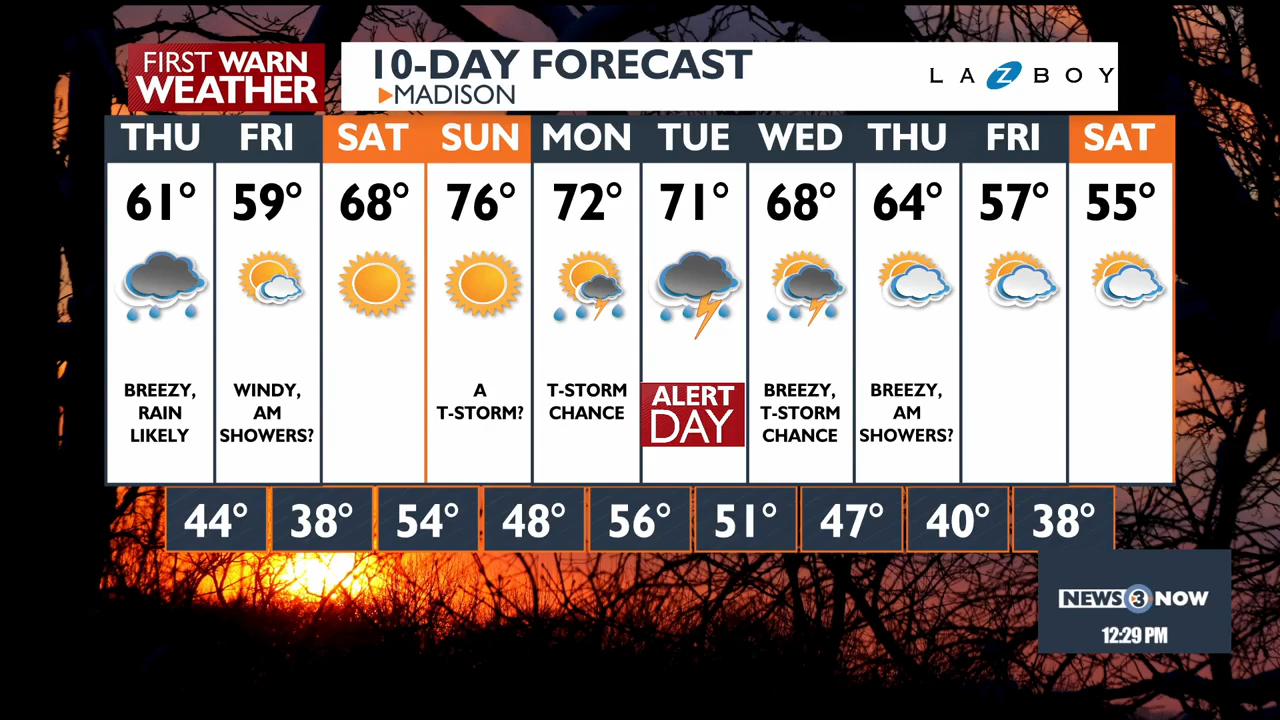 FIRST WARN
WEATHER
10-DAY FORECAST
MADISON
LA Z BOY
THU FRI SAT SUN MON TUE WED THU FRI SAT
61° 59° 68° 76° 72° 71° 68° 64° 57° 55°
BREEZY,
RAIN
LIKELY
WINDY,
AM
SHOWERS?
A
T-STORM?
T-STORM
CHANCE
ALERT
DAY
BREEZY,
T-STORM
CHANCE
BREEZY,
AM
SHOWERS?
44° 38° 54° 48° 56° 51° 47° 40° 38°
NEWS 3 NOW
12:29 PM